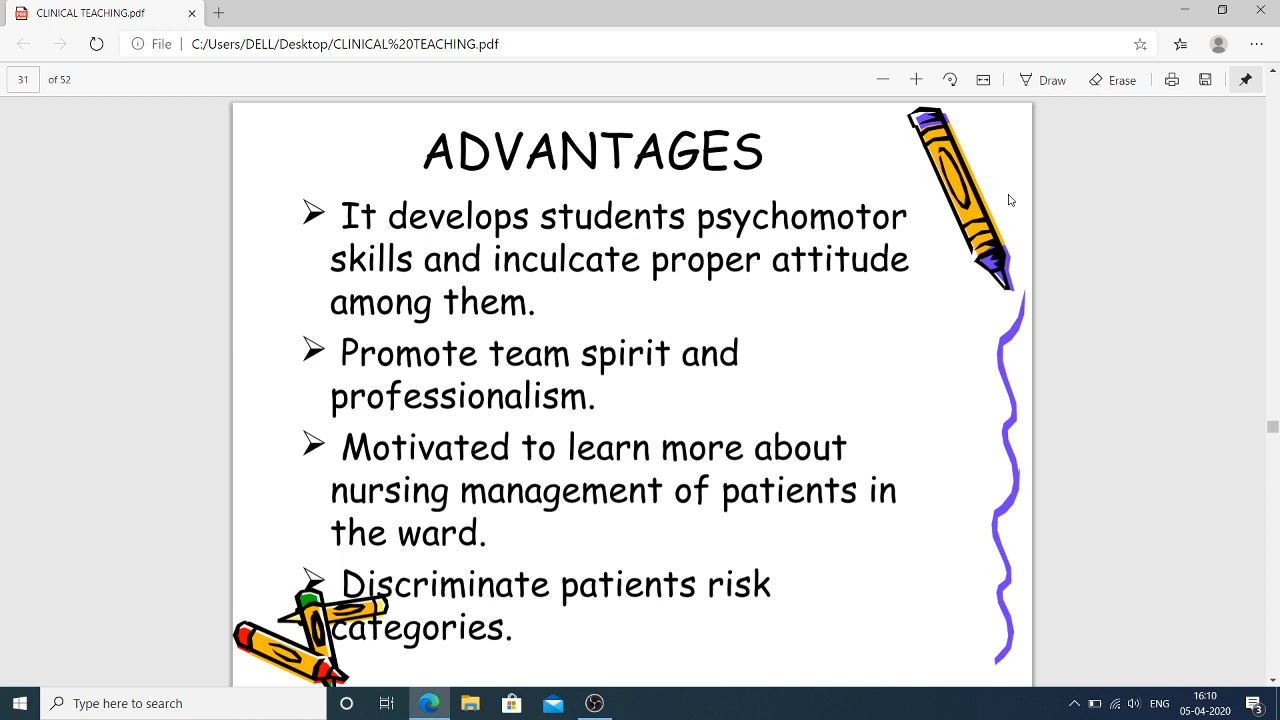 CLINICAL TEACHING.pdf
File C:/Users/DELL/Desktop/CLINICAL%20TEACHING.pdf
31 of 52 Draw Erase
ADVANTAGES
It develops students psychomotor
skills and inculcate proper attitude
among them.
Promote team spirit and
professionalism.
Motivated to learn more about
nursing management of patients in
the ward.
Discriminate patients risk
categories.
Type here to search
ENG
16:10
05-04-2020
3